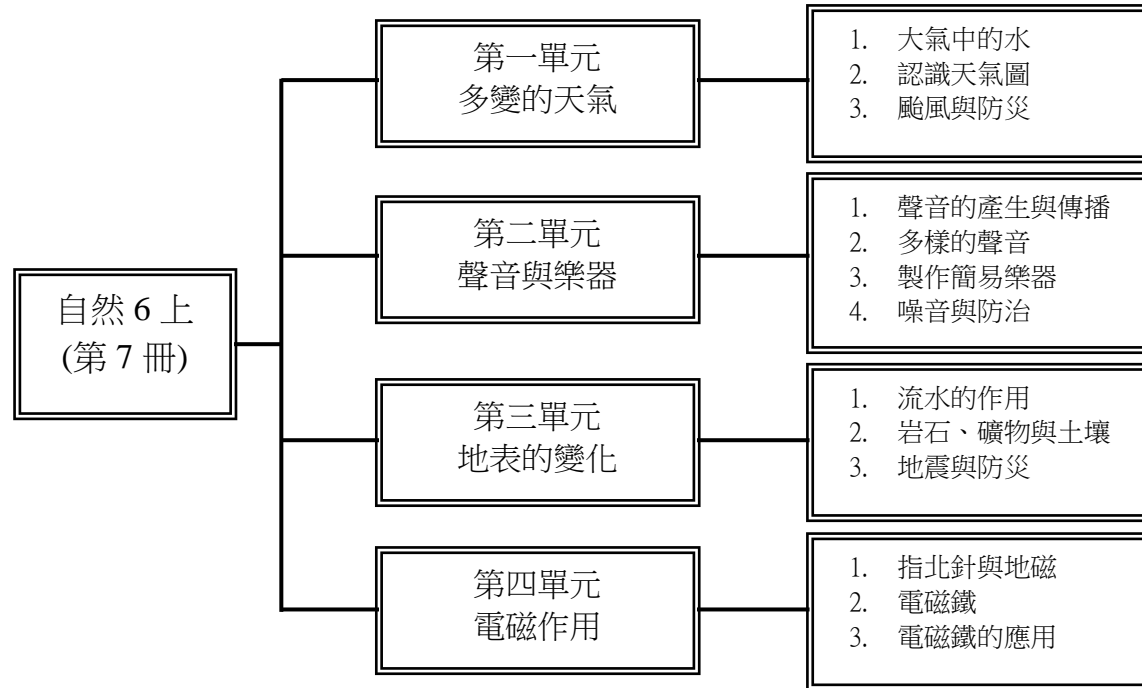 自然 6 上
(第 7 冊)
第一單元
多變的天氣
1. 大氣中的水
2. 認識天氣圖
3. 颱風與防災
第二單元
聲音與樂器
1. 聲音的產生與傳播
2. 多樣的聲音
3. 製作簡易樂器
4. 噪音與防治
第三單元
地表的變化
1. 流水的作用
2. 岩石、礦物與土壤
3. 地震與防災
第四單元
電磁作用
1. 指北針與地磁
2. 電磁鐵
3. 電磁鐵的應用